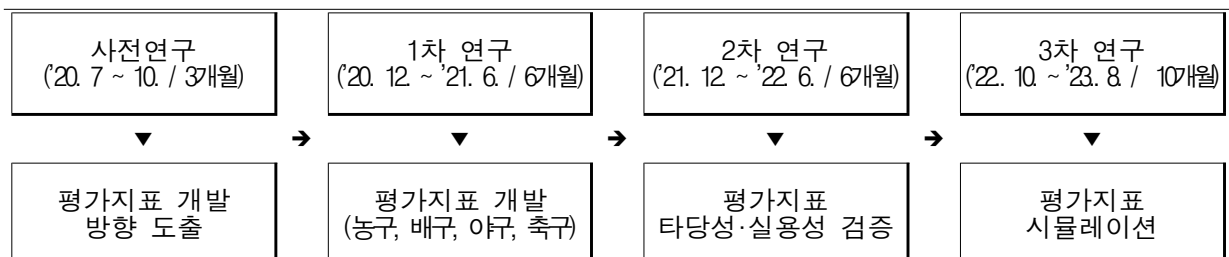 사전연구
('20. 7 ~ 10. / 3개월)
1차 연구
('20. 12. ~ '21. 6. / 6개월)
2차 연구
('21. 12. ~ '22. 6. / 6개월)
3차 연구
('22.. 10. ~ '23.. 8. / 10개월)
▼ ➔ ▼ ➔ ▼ ➔ ▼
평가지표 개발
방향 도출
평가지표 개발
(농구, 배구, 야구, 축구)
평가지표
타당성·실용성 검증
평가지표
시뮬레이션